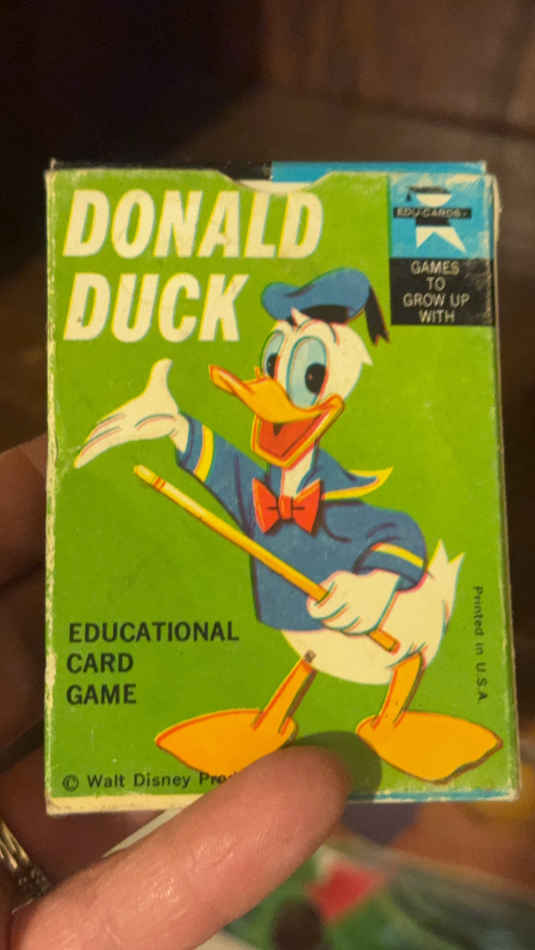 DONALD
DUCK
EDU-CARDS
GAMES
TO
GROW UP
WITH
EDUCATIONAL
CARD
GAME
Printed in U.S.A.
© Walt Disney